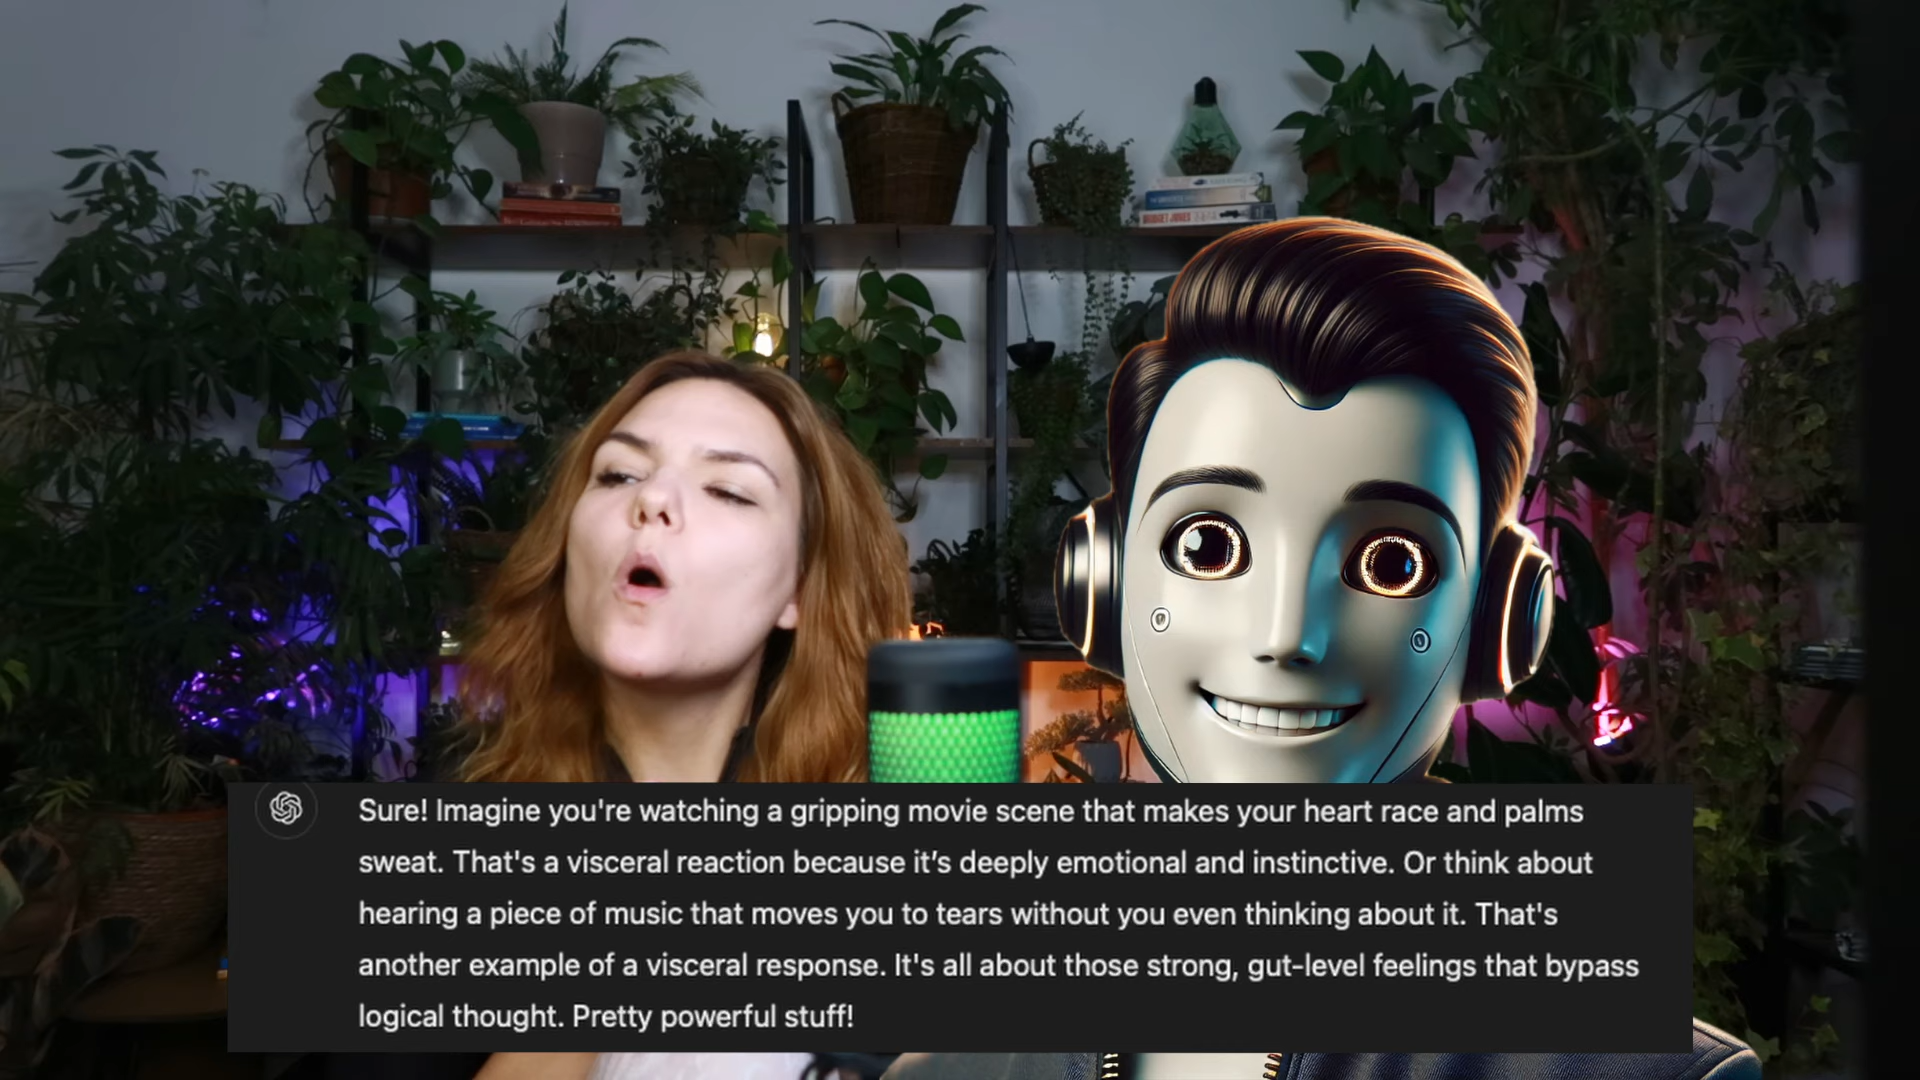 BRIDGET JONES
Sure! Imagine you're watching a gripping movie scene that makes your heart race and palms
sweat. That's a visceral reaction because it’s deeply emotional and instinctive. Or think about
hearing a piece of music that moves you to tears without you even thinking about it. That's
another example of a visceral response. It's all about those strong, gut-level feelings that bypass
logical thought. Pretty powerful stuff!